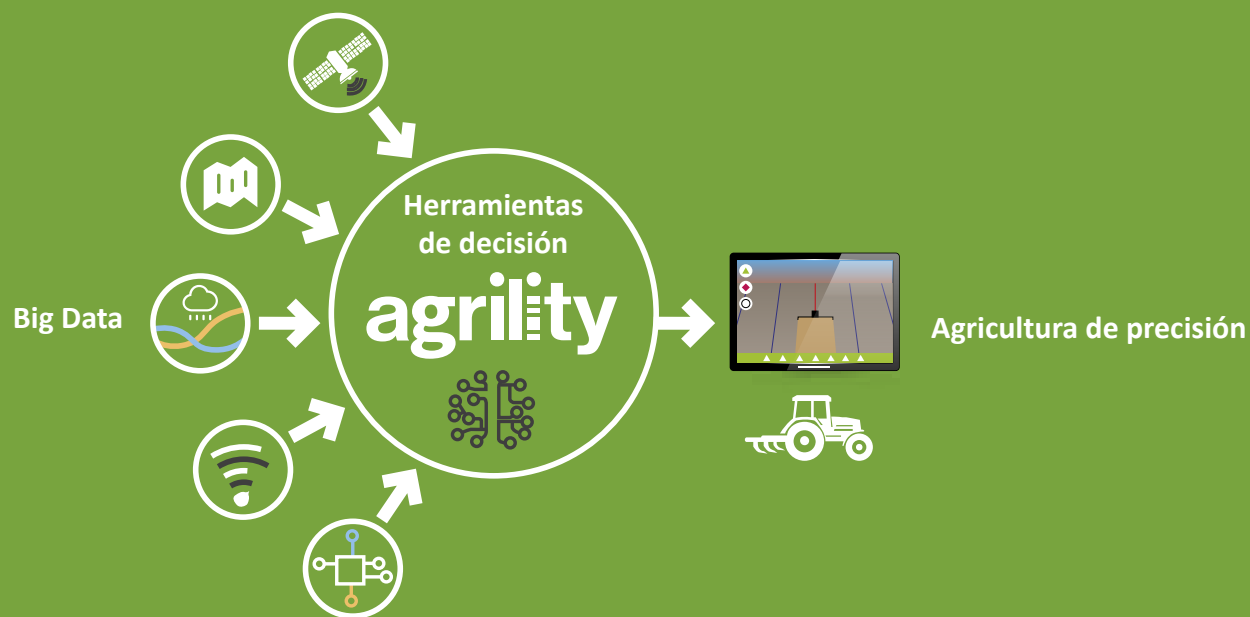 Herramientas
de decisión
agrility
Big Data
Agricultura de precisión